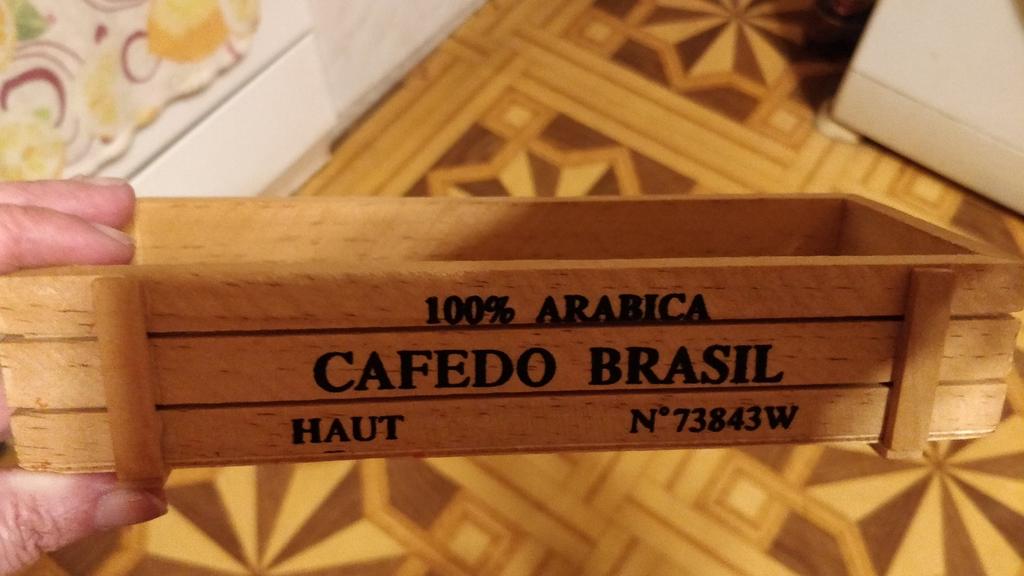 100% ARABICA
CAFEDO BRASIL
HAUT N°73843W